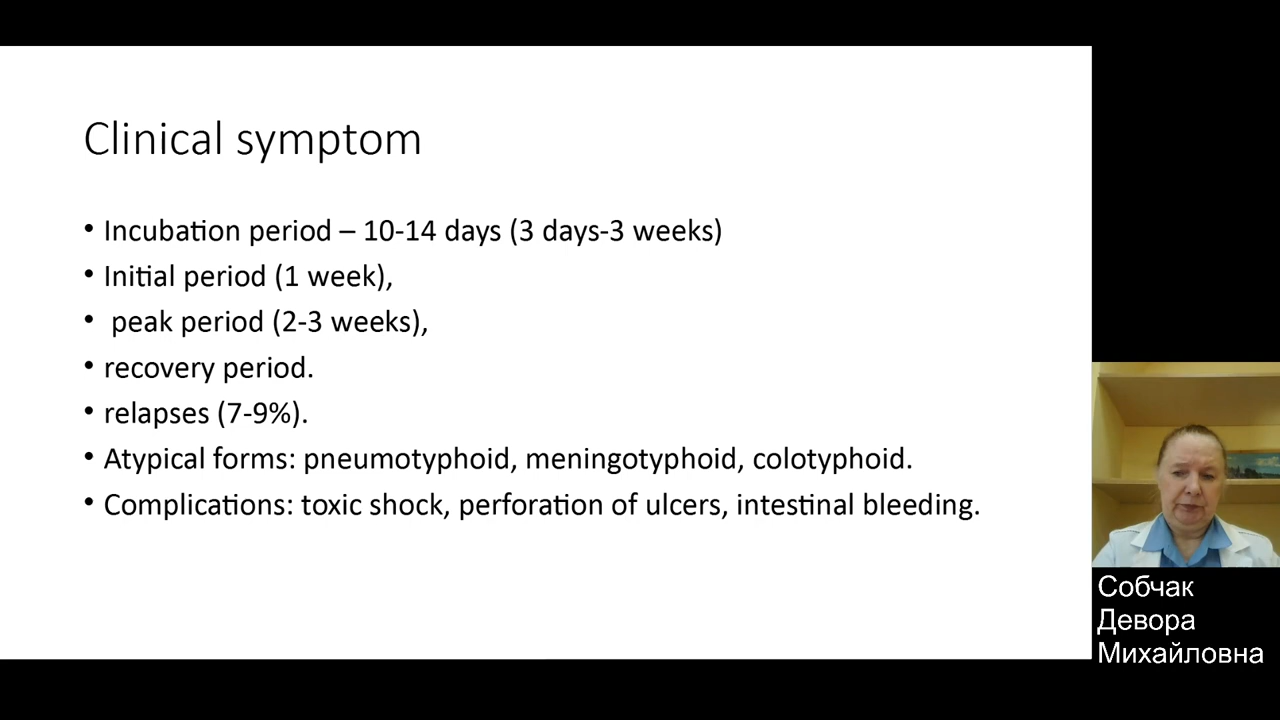 Clinical symptom
• Incubation period – 10-14 days (3 days-3 weeks)
• Initial period (1 week),
• peak period (2-3 weeks),
• recovery period.
• relapses (7-9%).
• Atypical forms: pneumotyphoid, meningotyphoid, colotyphoid.
• Complications: toxic shock, perforation of ulcers, intestinal bleeding.
Собчак
Девора
Михайловна